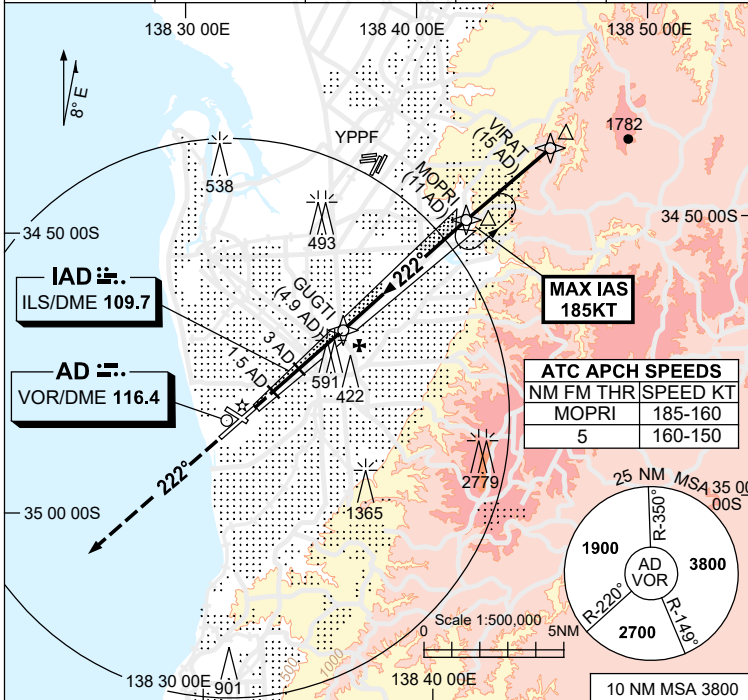 138 30 00E
138 40 00E
138 50 00E
8° E
VIRAT
(15 AD)
1782
YPPF
MOPRI
(11 AD)
538
493
34 50 00S
34 50 00S
222°
IAD
ILS/DME 109.7
GUGTI
(4.9 AD)
MAX IAS
185KT
3 AD
1.5 AD
591
422
AD
VOR/DME 116.4
ATC APCH SPEEDS
NM FM THR SPEED KT
MOPRI 185-160
5 160-150
222°
2779
1365
25 NM MSA
35 00
00S
35 00 00S
R-350°
1900
3800
AD
VOR
R-220°
R-149°
2700
Scale 1:500,000
0 5NM
500
1000
901
138 30 00E
138 40 00E
10 NM MSA 3800